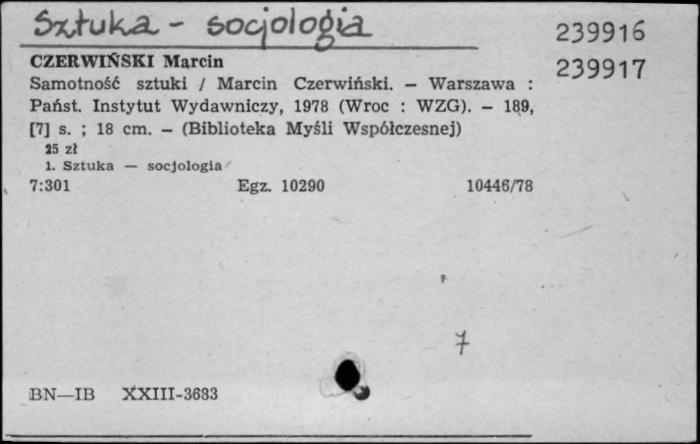 Sztuka - socjologia
239916
239917
CZERWIŃSKI Marcin
Samotność sztuki / Marcin Czerwiński. — Warszawa :
Państ. Instytut Wydawniczy, 1978 (Wroc : WZG). — 189,
[7] s. ; 18 cm. — (Biblioteka Myśli Współczesnej)
25 zł
1. Sztuka — socjologia
7:301 Egz. 10290 10446/78
7
BN—IB XXIII-3683